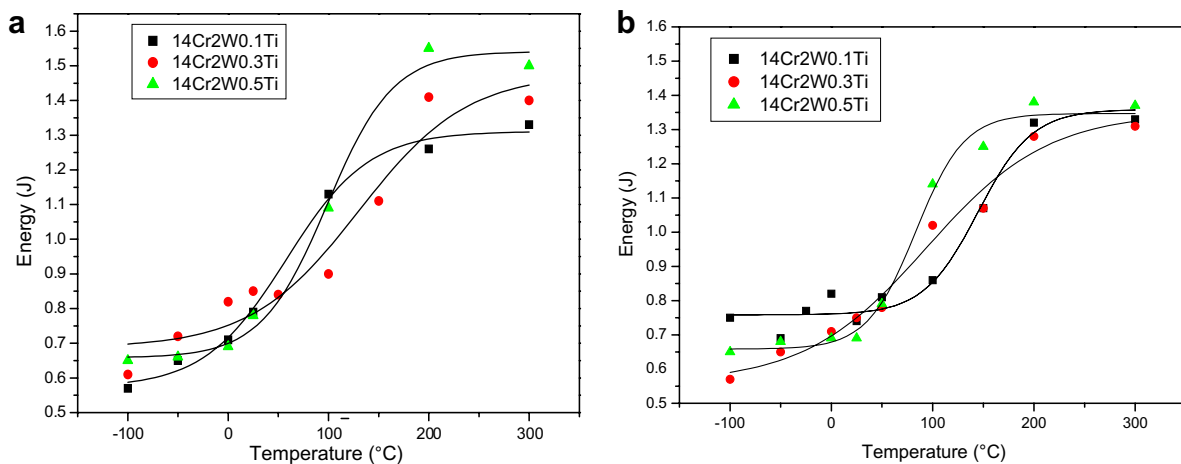 a
14Cr2W0.1Ti
14Cr2W0.3Ti
14Cr2W0.5Ti
1.6
1.5
1.4
1.3
1.2
1.1
1.0
0.9
0.8
0.7
0.6
0.5
Energy (J)
-100 0 100 200 300
Temperature (°C)
b
14Cr2W0.1Ti
14Cr2W0.3Ti
14Cr2W0.5Ti
1.6
1.5
1.4
1.3
1.2
1.1
1.0
0.9
0.8
0.7
0.6
0.5
Energy (J)
-100 0 100 200 300
Temperature (°C)